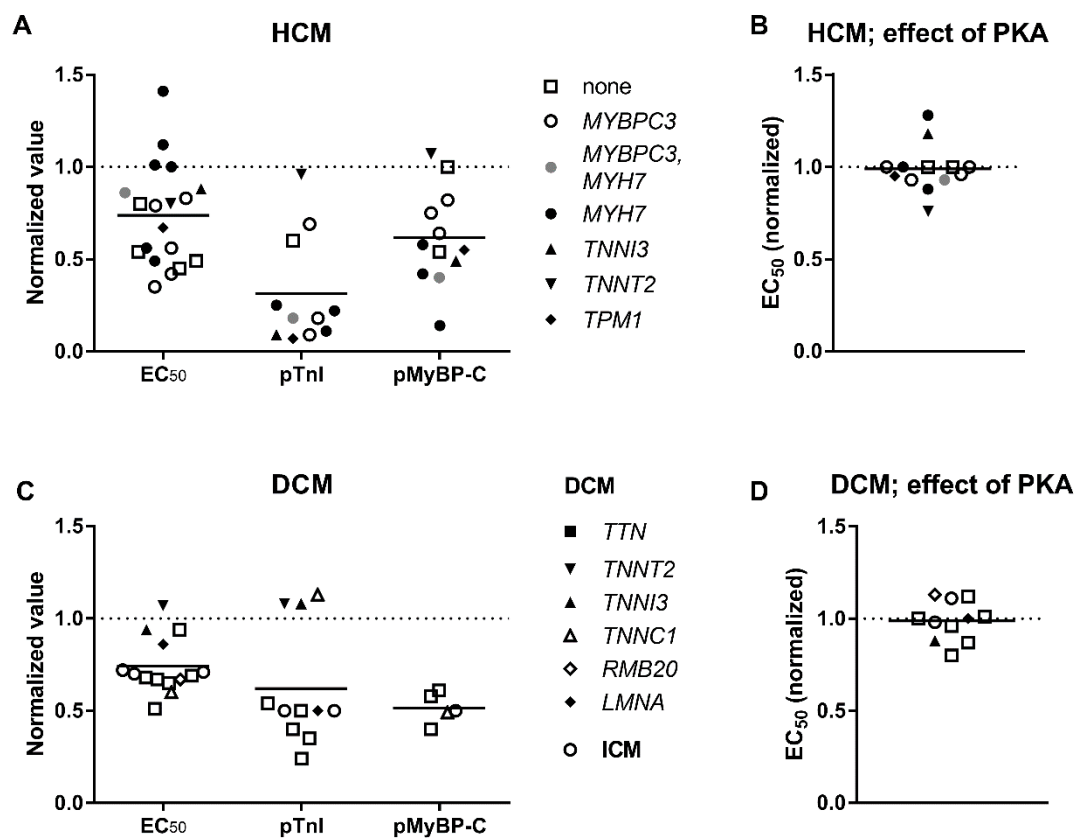 A
HCM
Normalized value
1.5
1.0
0.5
0.0
EC50
pTnI
pMyBP-C
none
MYBPC3
MYBPC3,
MYH7
MYH7
TNNI3
TNNT2
TPM1
B
HCM; effect of PKA
EC50 (normalized)
1.5
1.0
0.5
0.0
C
DCM
Normalized value
1.5
1.0
0.5
0.0
EC50
pTnI
pMyBP-C
DCM
TTN
TNNT2
TNNI3
TNNC1
RMB20
LMNA
ICM
D
DCM; effect of PKA
EC50 (normalized)
1.5
1.0
0.5
0.0